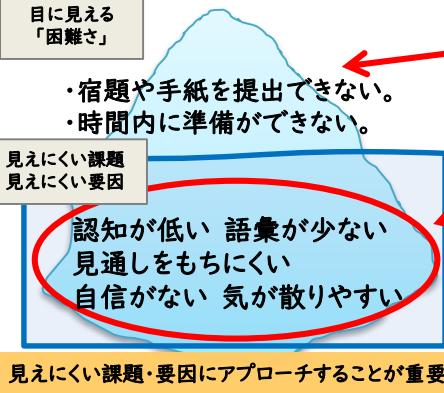 目に見える
「困難さ」
・宿題や手紙を提出できない。
・時間内に準備ができない。
見えにくい課題
見えにくい要因
認知が低い 語彙が少ない
見通しをもちにくい
自信がない 気が散りやすい
見えにくい課題・要因にアプローチすることが重要